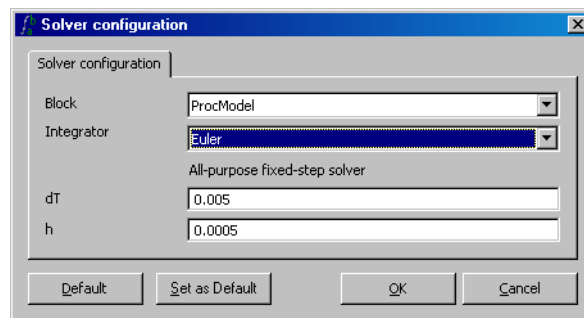 Solver configuration
Solver configuration
Block ProcModel
Integrator Euler
All-purpose fixed-step solver
dT 0.005
h 0.0005
Default Set as Default OK Cancel